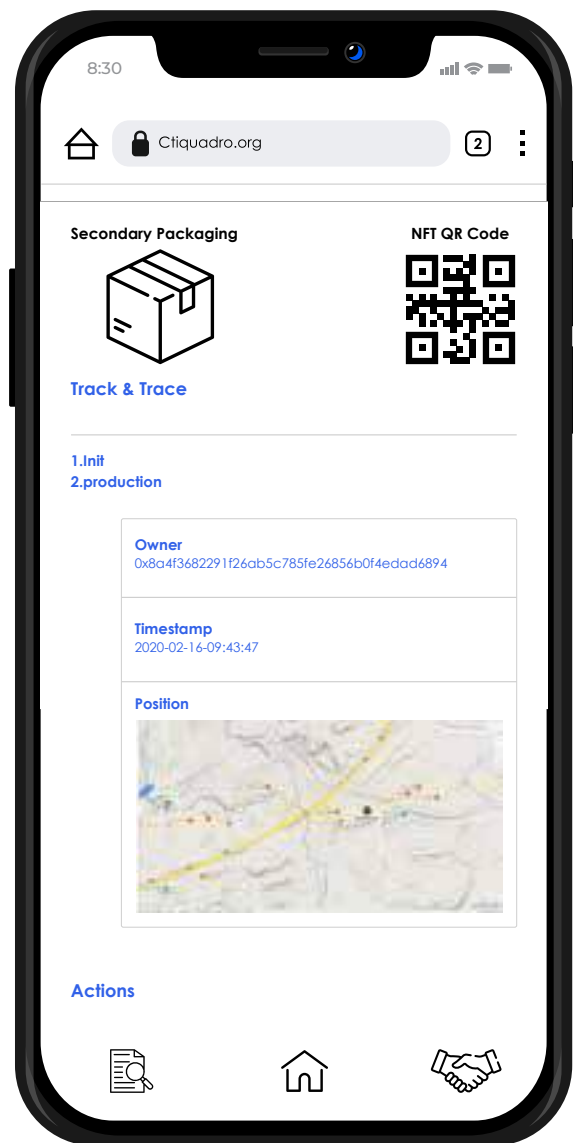 8:30
Ctiquadro.org
2
Secondary Packaging
NFT QR Code
Track & Trace
1.Init
2.production
Owner
0x8a4f3682291f26ab5c785fe26856b0f4edad6894
Timestamp
2020-02-16-09:43:47
Position
Actions